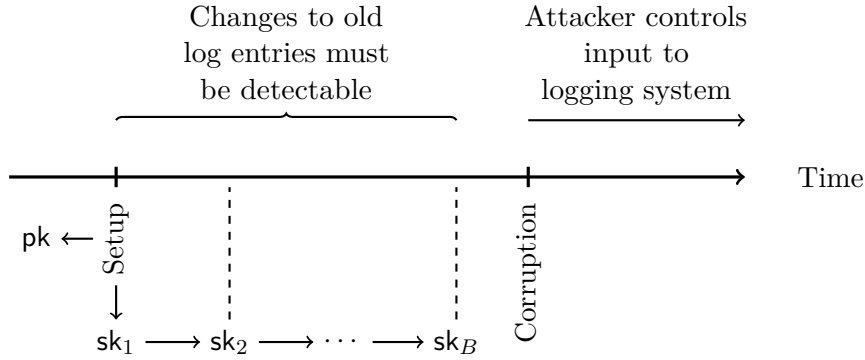 Changes to old
log entries must
be detectable
Attacker controls
input to
logging system
Time
Setup
Corruption
pk
sk₁
sk₂
···
sk_B